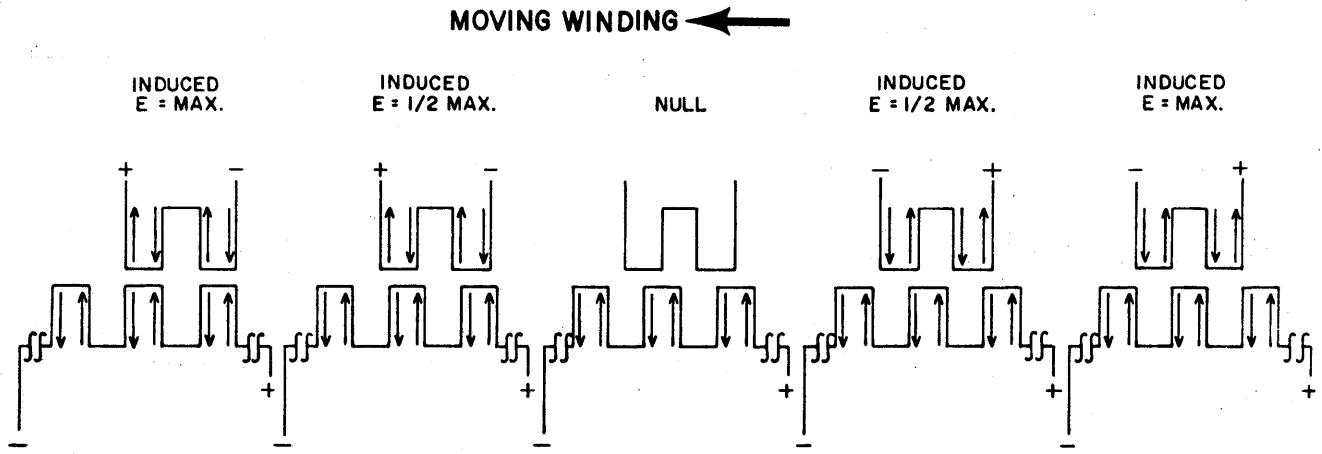 MOVING WINDING
INDUCED
E = MAX.
INDUCED
E = 1/2 MAX.
NULL
INDUCED
E = 1/2 MAX.
INDUCED
E = MAX.
+ −
+ −
− +
− +
+
+
+
+
+
−
−
−
−
−